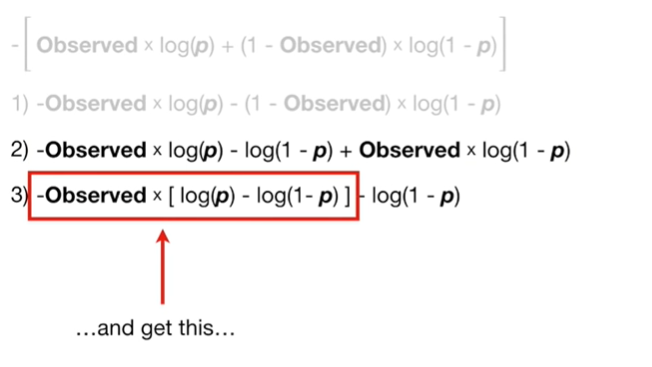 -[ Observed × log(p) + (1 - Observed) × log(1 - p) ]
1) -Observed × log(p) - (1 - Observed) × log(1 - p)
2) -Observed × log(p) - log(1 - p) + Observed × log(1 - p)
3) -Observed × [ log(p) - log(1- p) ] - log(1 - p)
...and get this...